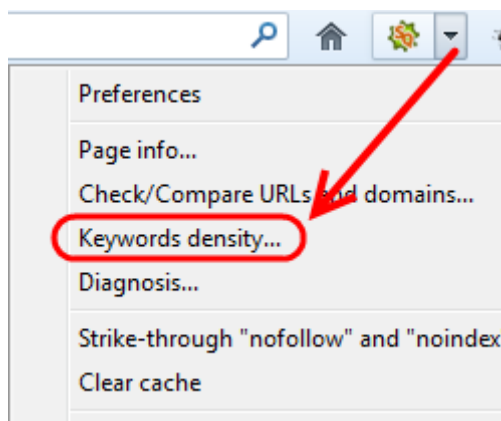 Preferences
Page info...
Check/Compare URLs and domains...
Keywords density...
Diagnosis...
Strike-through "nofollow" and "noindex
Clear cache